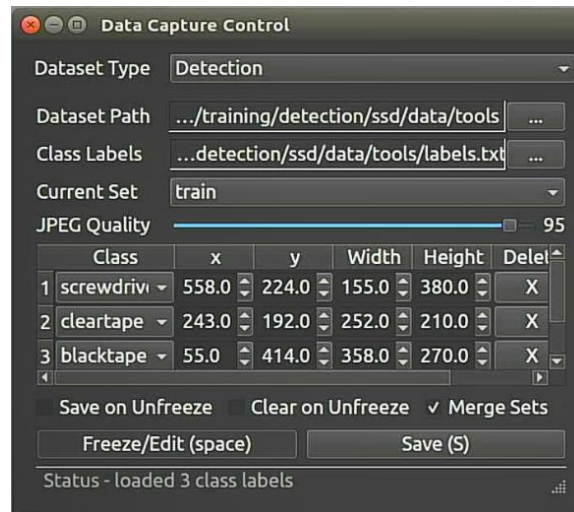 Data Capture Control
Dataset Type Detection
Dataset Path .../training/detection/ssd/data/tools ...
Class Labels ...detection/ssd/data/tools/labels.txt ...
Current Set train
JPEG Quality 95
Class x y Width Height Delet
1 screwdriv 558.0 224.0 155.0 380.0 X
2 cleartape 243.0 192.0 252.0 210.0 X
3 blacktape 55.0 414.0 358.0 270.0 X
Save on Unfreeze Clear on Unfreeze Merge Sets
Freeze/Edit (space) Save (S)
Status - loaded 3 class labels